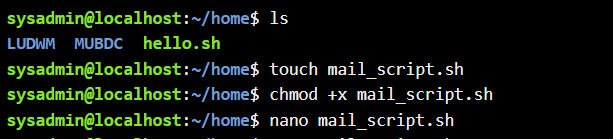 sysadmin@localhost:~/home$ ls
LUDWM MUBDC hello.sh
sysadmin@localhost:~/home$ touch mail_script.sh
sysadmin@localhost:~/home$ chmod +x mail_script.sh
sysadmin@localhost:~/home$ nano mail_script.sh